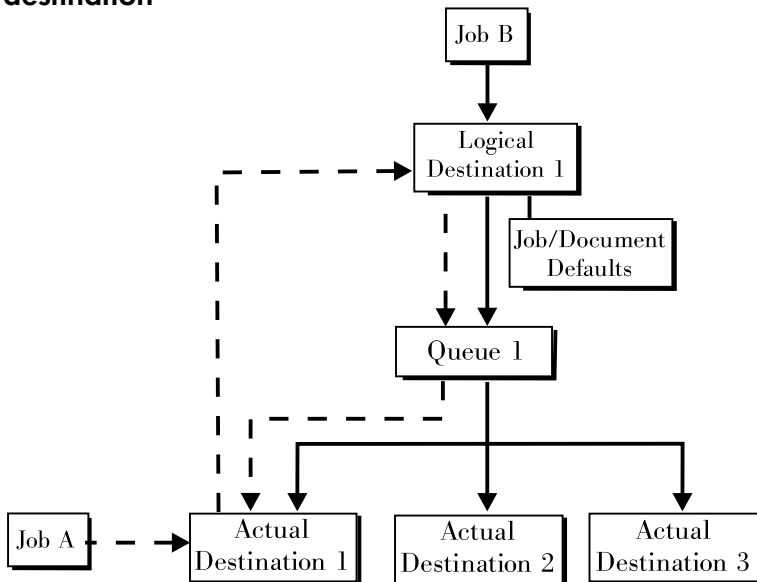 destination
Job B
Logical
Destination 1
Job/Document
Defaults
Queue 1
Job A
Actual
Destination 1
Actual
Destination 2
Actual
Destination 3